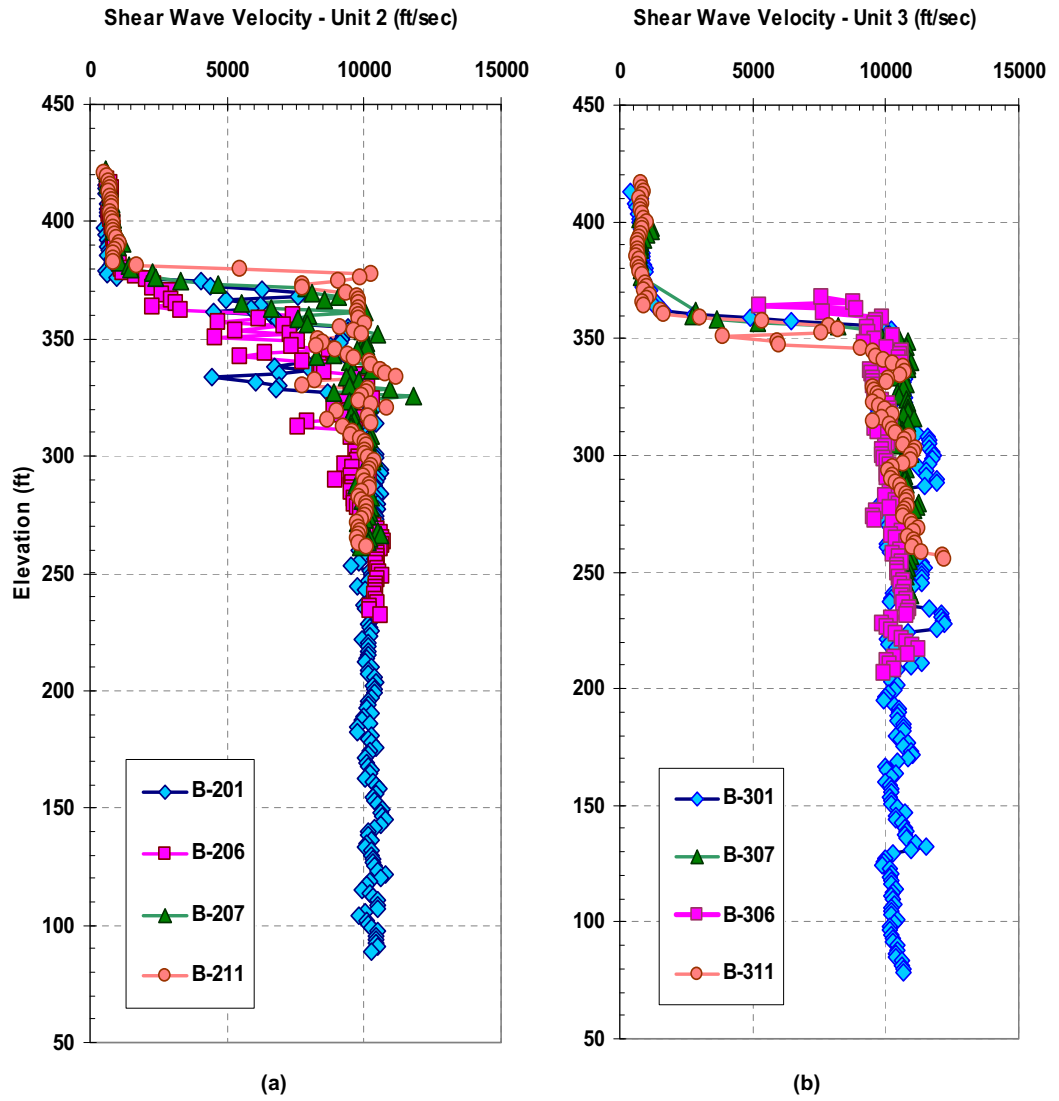 Shear Wave Velocity - Unit 2 (ft/sec)
0 5000 10000 15000
450
400
350
300
250
200
150
100
50
Elevation (ft)
B-201
B-206
B-207
B-211
(a)
Shear Wave Velocity - Unit 3 (ft/sec)
0 5000 10000 15000
450
400
350
300
250
200
150
100
50
B-301
B-307
B-306
B-311
(b)